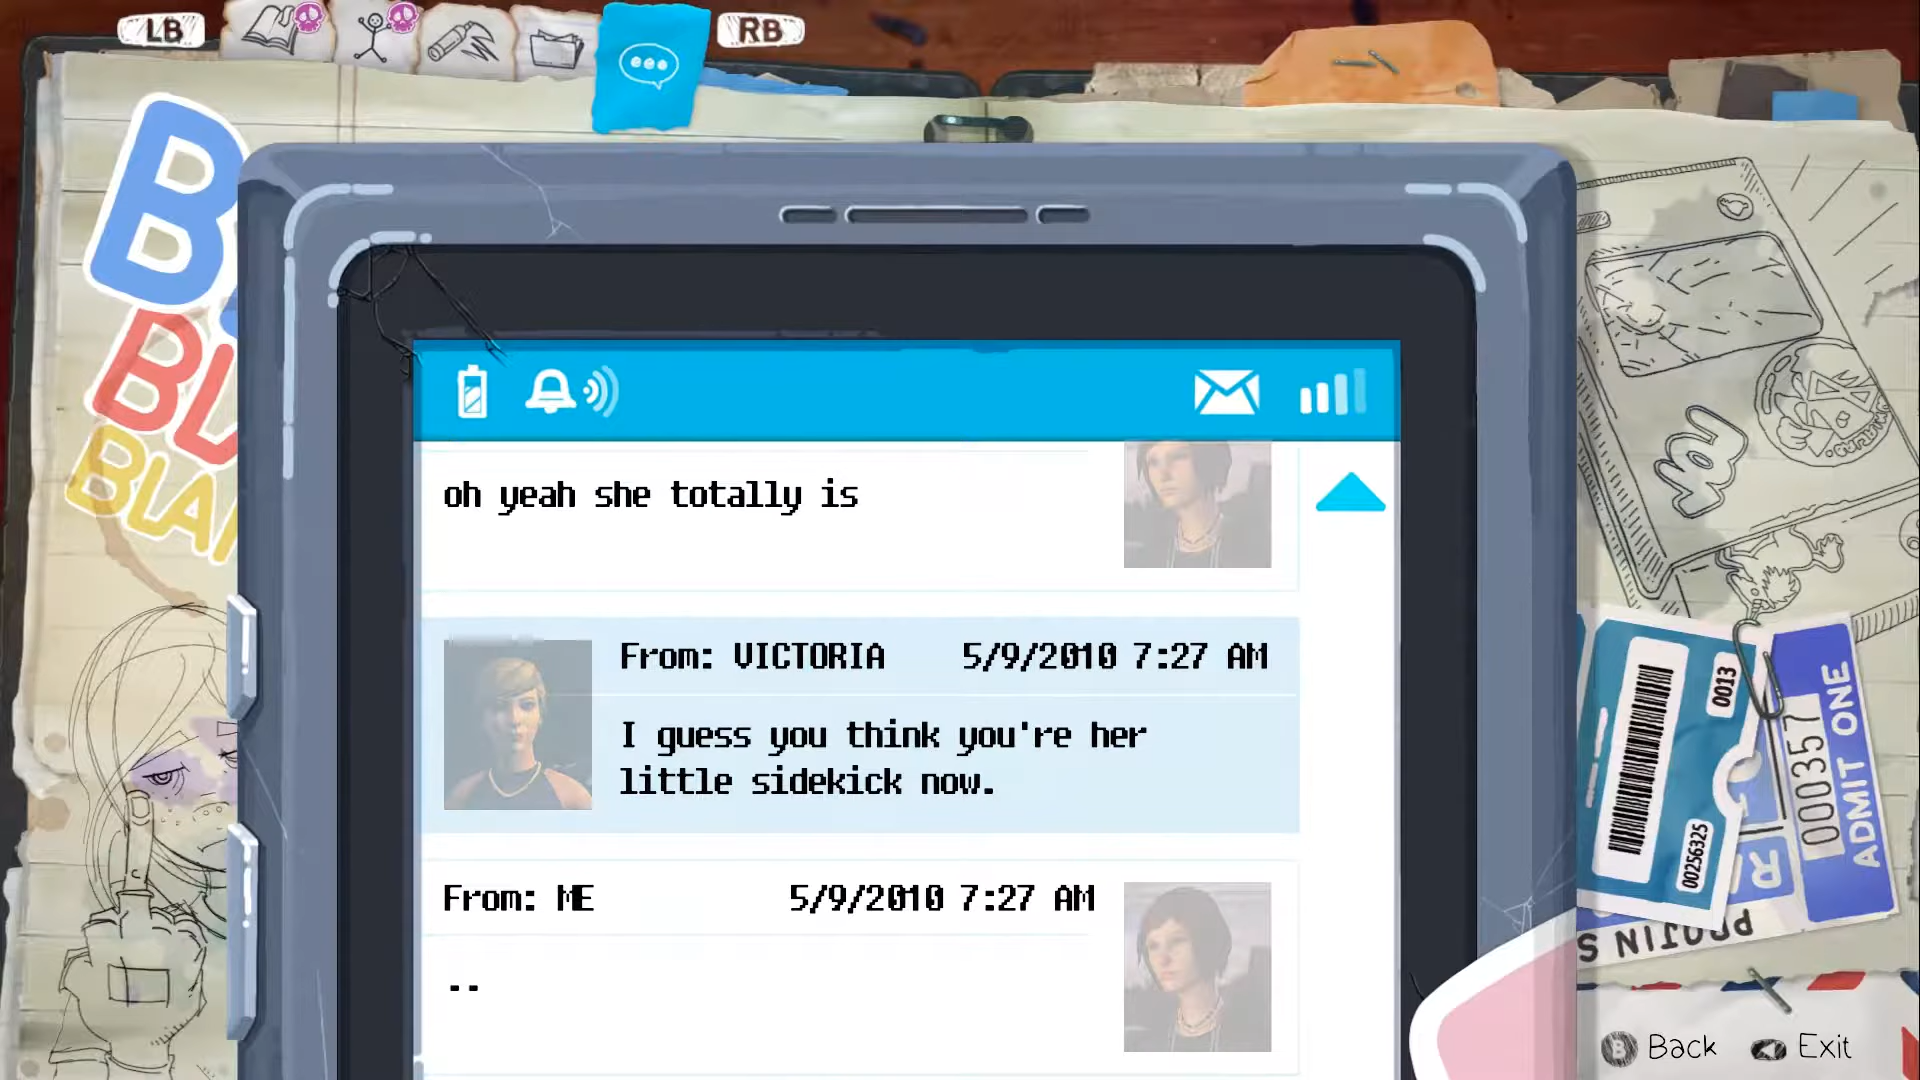 LB
RB
BL
BLA
oh yeah she totally is
From: VICTORIA 5/9/2010 7:27 AM
I guess you think you're her
little sidekick now.
From: ME 5/9/2010 7:27 AM
..
0013
00256325
000357
ADMIT ONE
Back
Exit